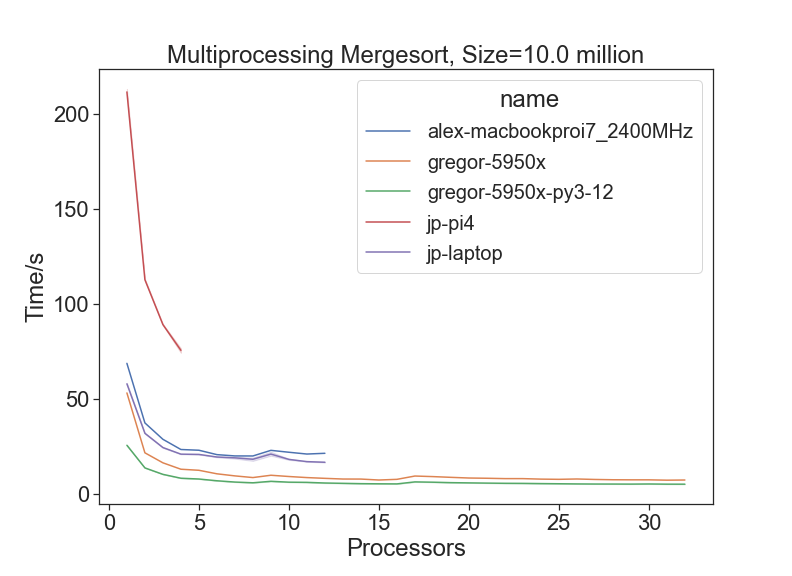 Multiprocessing Mergesort, Size=10.0 million
name
alex-macbookproi7_2400MHz
gregor-5950x
gregor-5950x-py3-12
jp-pi4
jp-laptop
Time/s
200
150
100
50
0
0 5 10 15 20 25 30
Processors